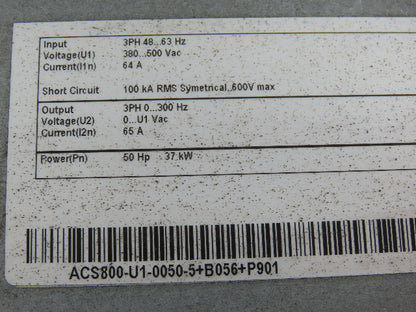 Input 3PH 48...63 Hz
Voltage(U1) 380...500 Vac
Current(I1n) 64 A
Short Circuit 100 kA RMS Symetrical, 600V max
Output 3PH 0...300 Hz
Voltage(U2) 0...U1 Vac
Current(I2n) 65 A
Power(Pn) 50 Hp 37 kW
ACS800-U1-0050-5+B056+P901